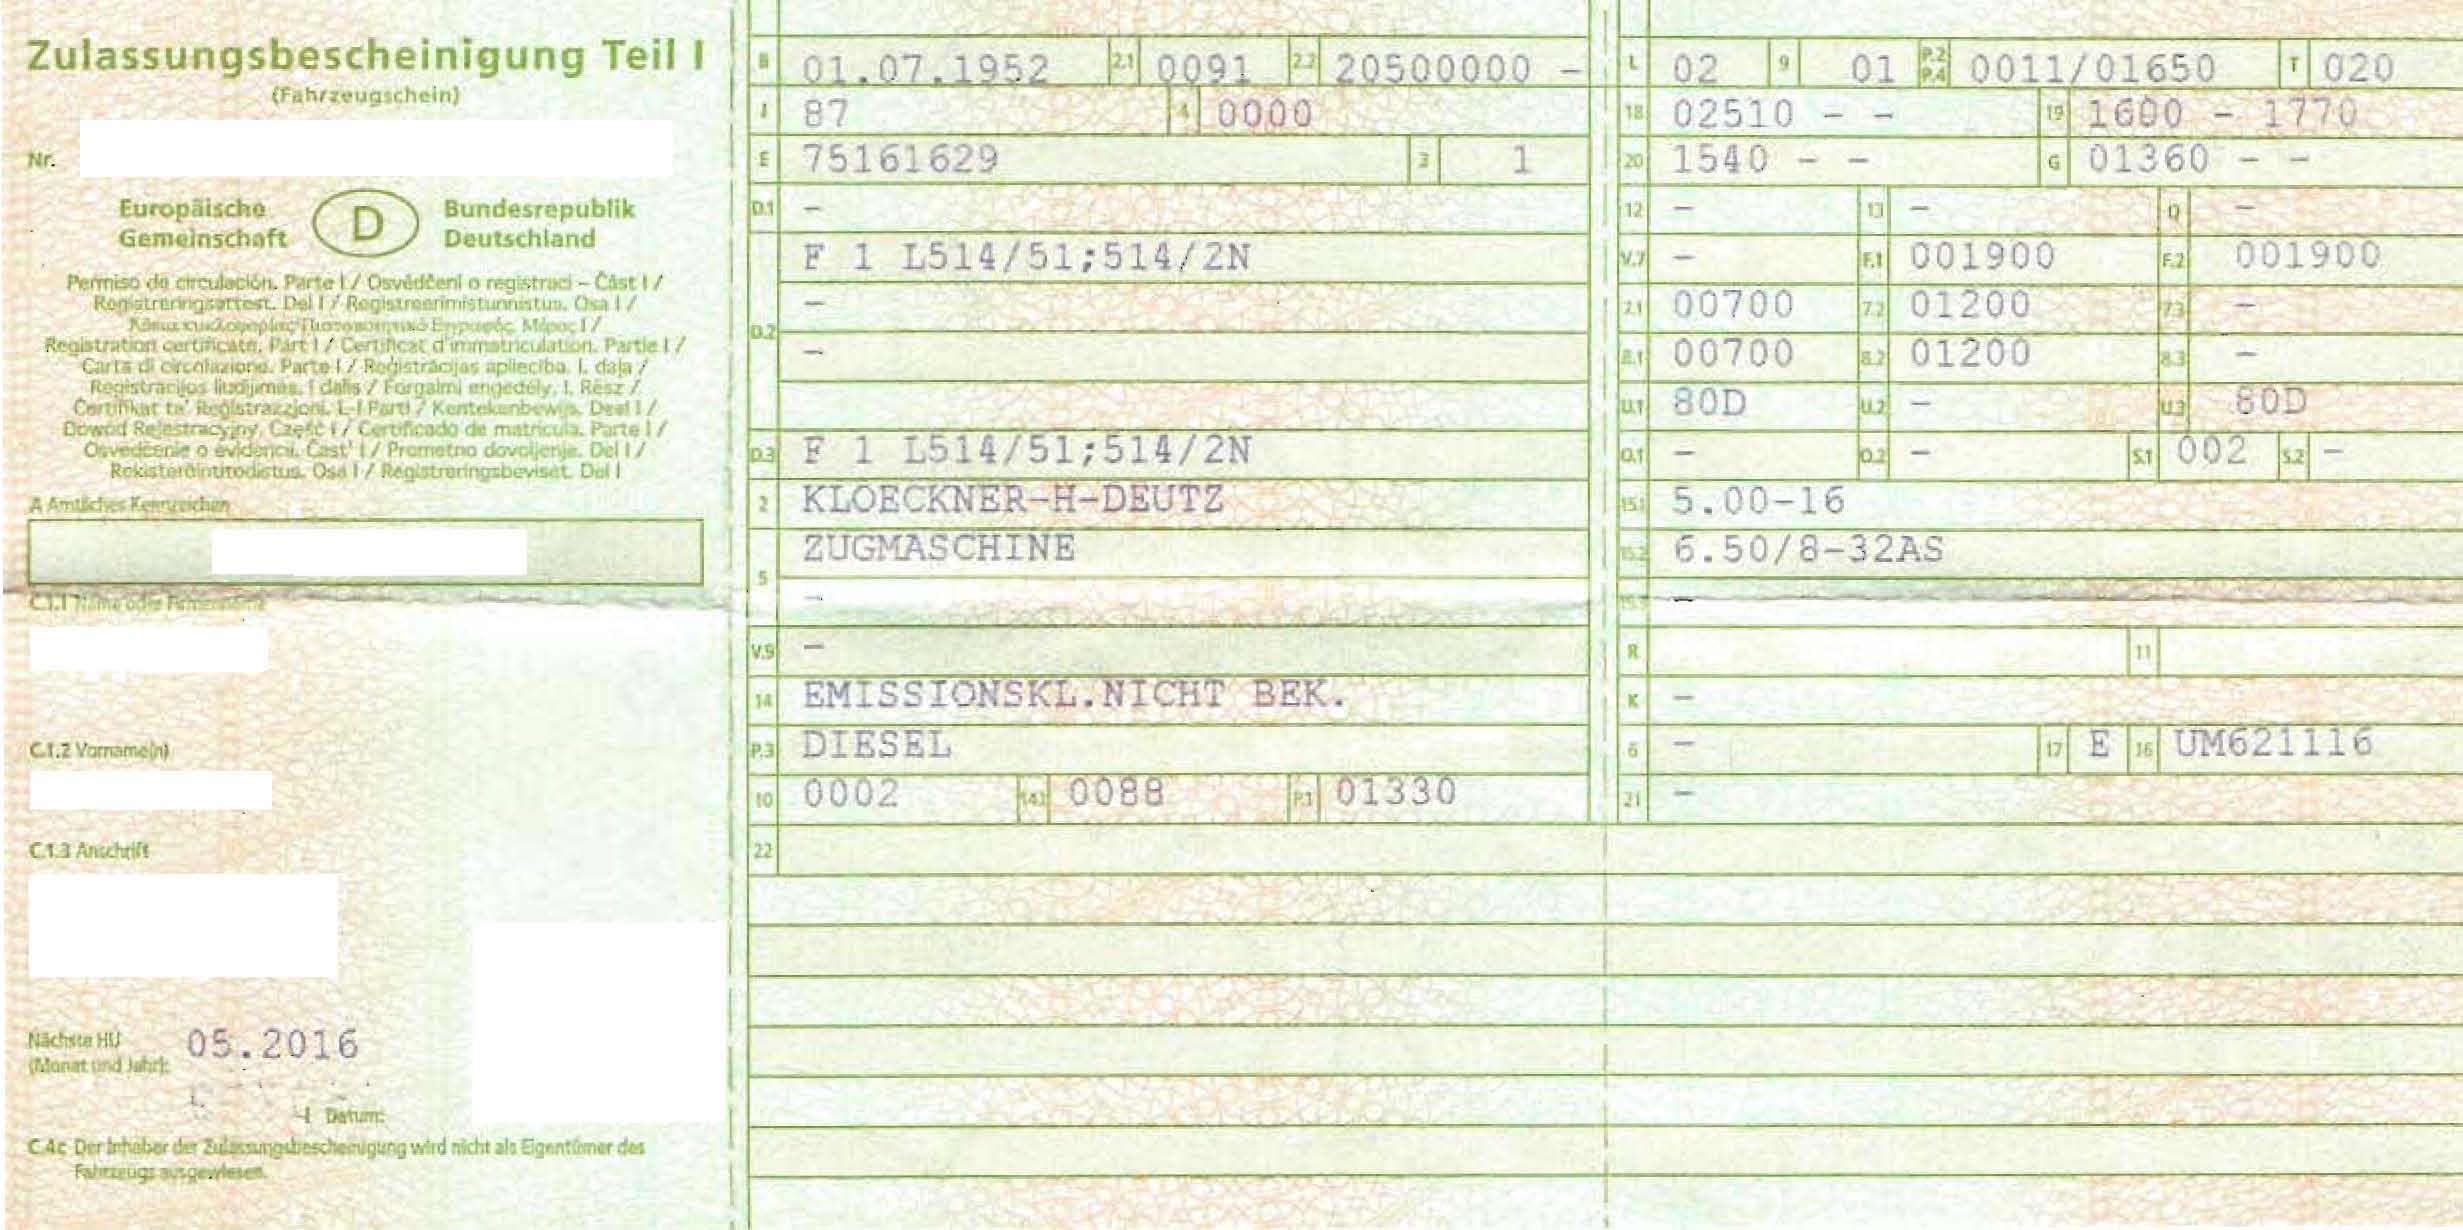 Zulassungsbescheinigung Teil I
(Fahrzeugschein)
Nr.
Europäische Gemeinschaft
D
Bundesrepublik Deutschland
Permiso de circulación. Parte I / Osvědčení o registraci – Část I /
Registreringsattest. Del I / Registreerimistunnistus. Osa I /
Registration certificate. Part I / Certificat d'immatriculation. Partie I /
Carta di circolazione. Parte I / Reģistrācijas apliecība. I. daļa /
Registracijos liudijimas. I dalis / Forgalmi engedély. I. Rész /
Ċertifikat ta' Reġistrazzjoni. L-I Parti / Kentekenbewijs. Deel I /
Dowód Rejestracyjny. Część I / Certificado de matrícula. Parte I /
Osvedčenie o evidencii. Časť I / Prometno dovoljenje. Del I /
Rekisteröintitodistus. Osa I / Registreringsbeviset. Del I
A Amtliches Kennzeichen
C.1.1 Name oder Firmenname
C.1.2 Vorname(n)
C.1.3 Anschrift
Nächste HU
(Monat und Jahr): 05.2016
Datum:
C.4c Der Inhaber der Zulassungsbescheinigung wird nicht als Eigentümer des
Fahrzeugs ausgewiesen.
B 01.07.1952 2.1 0091 2.2 20500000 -
J 87 4 0000
E 75161629 3 1
D.1 -
F 1 L514/51;514/2N
-
D.2
-
D.3 F 1 L514/51;514/2N
2 KLOECKNER-H-DEUTZ
ZUGMASCHINE
5
-
V.9 -
14 EMISSIONSKL.NICHT BEK.
P.3 DIESEL
10 0002 14.1 0088 P.1 01330
22
L 02 9 01 P.2 P.4 0011/01650 T 020
18 02510 - - 19 1600 - 1770
20 1540 - - G 01360 - -
12 - 13 - Q -
V.7 - F.1 001900 F.2 001900
7.1 00700 7.2 01200 7.3 -
8.1 00700 8.2 01200 8.3 -
U.1 80D U.2 - U.3 80D
O.1 - O.2 - S.1 002 S.2 -
15.1 5.00-16
15.2 6.50/8-32AS
15.3 -
R 11
K -
6 - 17 E 16 UM621116
21 -